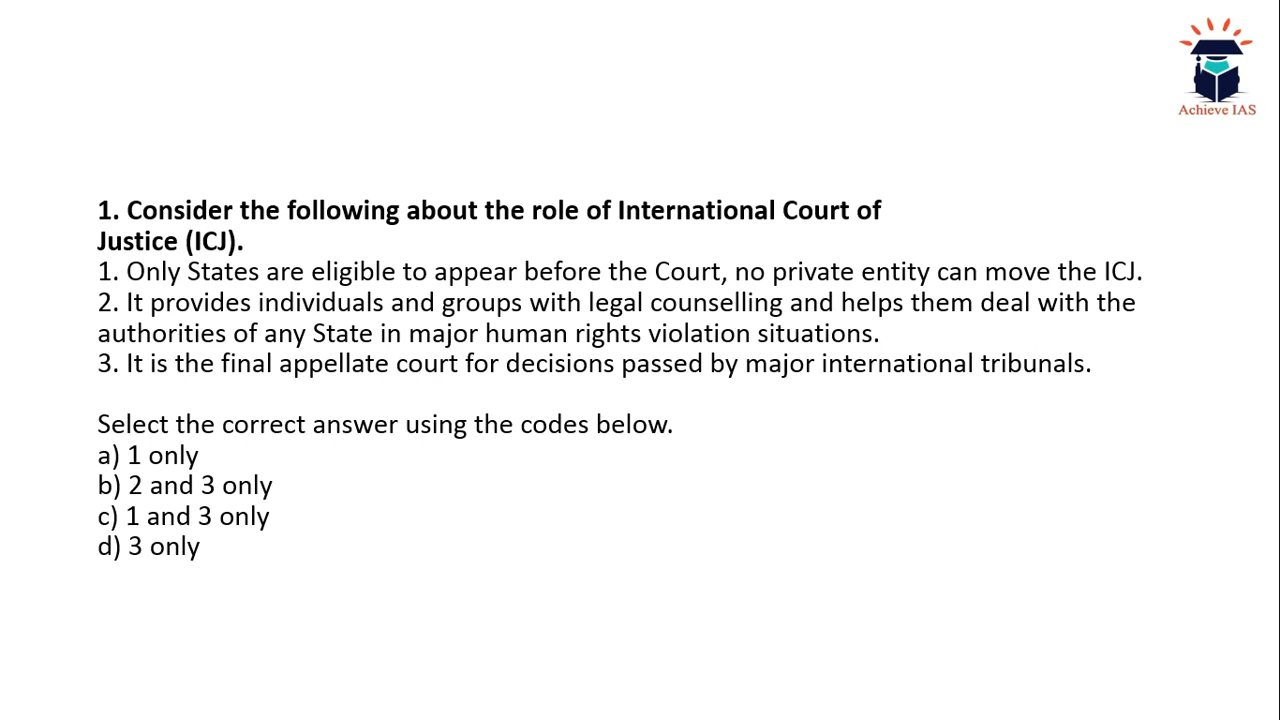 Achieve IAS
1. Consider the following about the role of International Court of
Justice (ICJ).
1. Only States are eligible to appear before the Court, no private entity can move the ICJ.
2. It provides individuals and groups with legal counselling and helps them deal with the
authorities of any State in major human rights violation situations.
3. It is the final appellate court for decisions passed by major international tribunals.
Select the correct answer using the codes below.
a) 1 only
b) 2 and 3 only
c) 1 and 3 only
d) 3 only